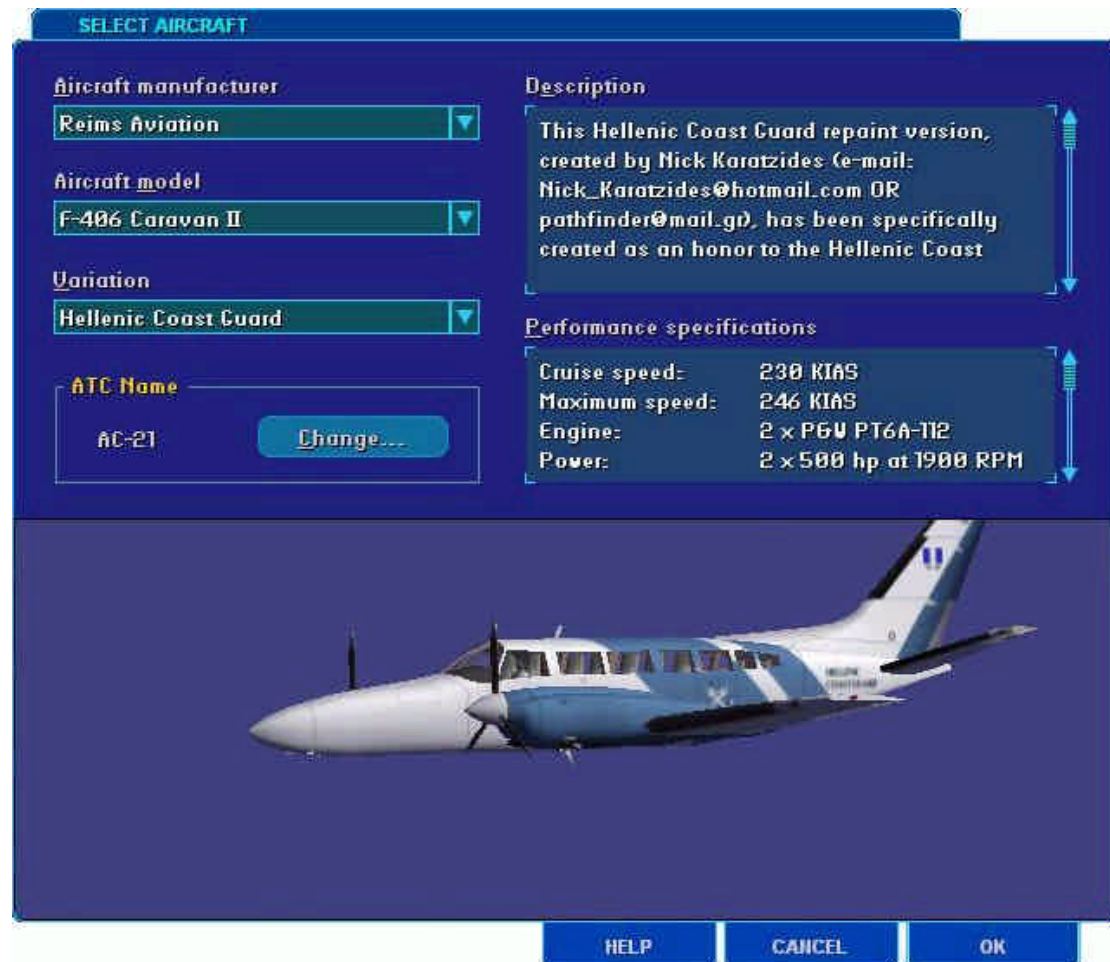 SELECT AIRCRAFT
Aircraft manufacturer
Reims Aviation
Aircraft model
F-406 Caravan II
Variation
Hellenic Coast Guard
ATC Name
AC-21
Change...
Description
This Hellenic Coast Guard repaint version,
created by Nick Karatzides (e-mail:
Nick_Karatzides@hotmail.com OR
pathfinder@mail.gr), has been specifically
created as an honor to the Hellenic Coast
Performance specifications
Cruise speed: 230 KIAS
Maximum speed: 246 KIAS
Engine: 2 x P&W PT6A-112
Power: 2 x 500 hp at 1900 RPM
HELLENIC
COAST GUARD
HELP CANCEL OK